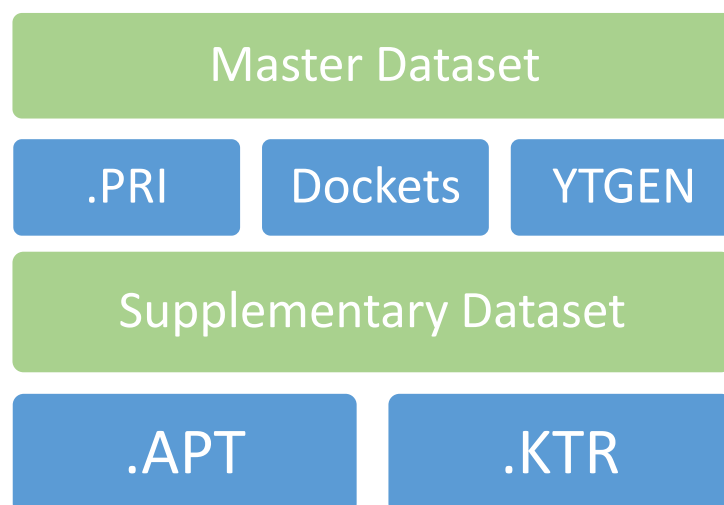 Master Dataset
.PRI Dockets YTGEN
Supplementary Dataset
.APT .KTR